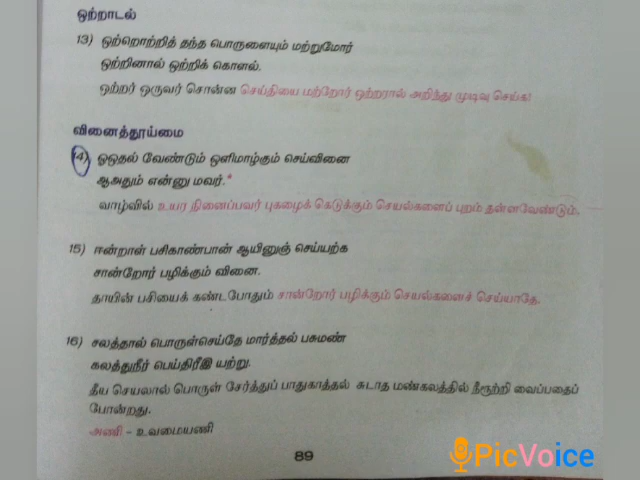 ஒற்றாடல்
13) ஒற்றொற்றித் தந்த பொருளையும் மற்றுமோர்
ஒற்றினால் ஒற்றிக் கொளல்.
ஒற்றர் ஒருவர் சொன்ன செய்தியை மற்றோர் ஒற்றரால் அறிந்து முடிவு செய்க!
வினைத்தூய்மை
14) ஓஒதல் வேண்டும் ஒளிமாழ்கும் செய்வினை
ஆஅதும் என்னு மவர்.*
வாழ்வில் உயர நினைப்பவர் புகழைக் கெடுக்கும் செயல்களைப் புறம் தள்ளவேண்டும்.
15) ஈன்றாள் பசிகாண்பான் ஆயினுஞ் செய்யற்க
சான்றோர் பழிக்கும் வினை.
தாயின் பசியைக் கண்டபோதும் சான்றோர் பழிக்கும் செயல்களைச் செய்யாதே.
16) சலத்தால் பொருள்செய்தே மார்த்தல் பசுமண்
கலத்துநீர் பெய்திரீஇ யற்று.
தீய செயலால் பொருள் சேர்த்துப் பாதுகாத்தல் சுடாத மண்கலத்தில் நீரூற்றி வைப்பதைப்
போன்றது.
அணி - உவமையணி
89
PicVoice